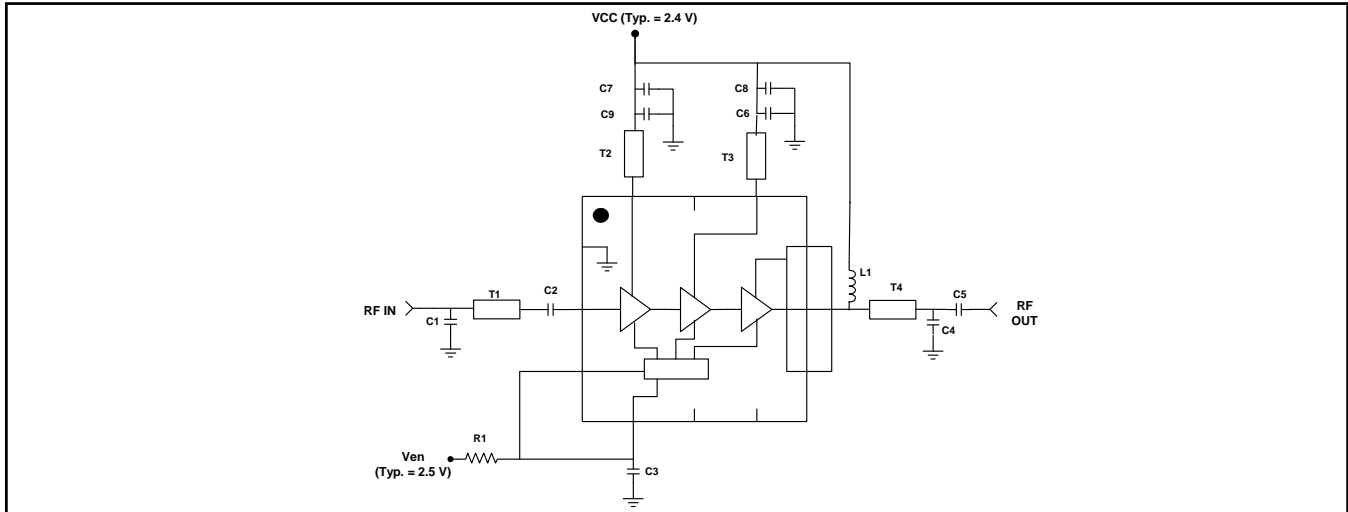 VCC (Typ. = 2.4 V)
C7
C8
C9
C6
T2
T3
L1
T1
C2
T4
C5
RF IN
RF
OUT
C1
C4
R1
Ven
(Typ. = 2.5 V)
C3